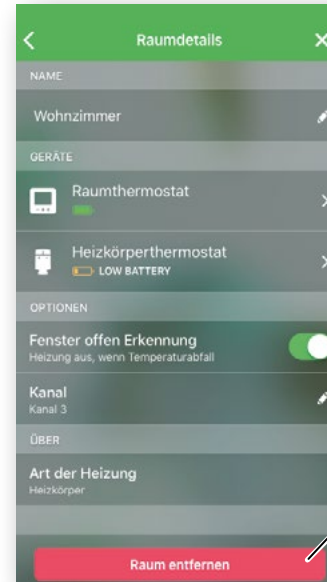 Raumdetails
NAME
Wohnzimmer
GERÄTE
Raumthermostat
Heizkörperthermostat
LOW BATTERY
OPTIONEN
Fenster offen Erkennung
Heizung aus, wenn Temperaturabfall
Kanal
Kanal 3
ÜBER
Art der Heizung
Heizkörper
Raum entfernen